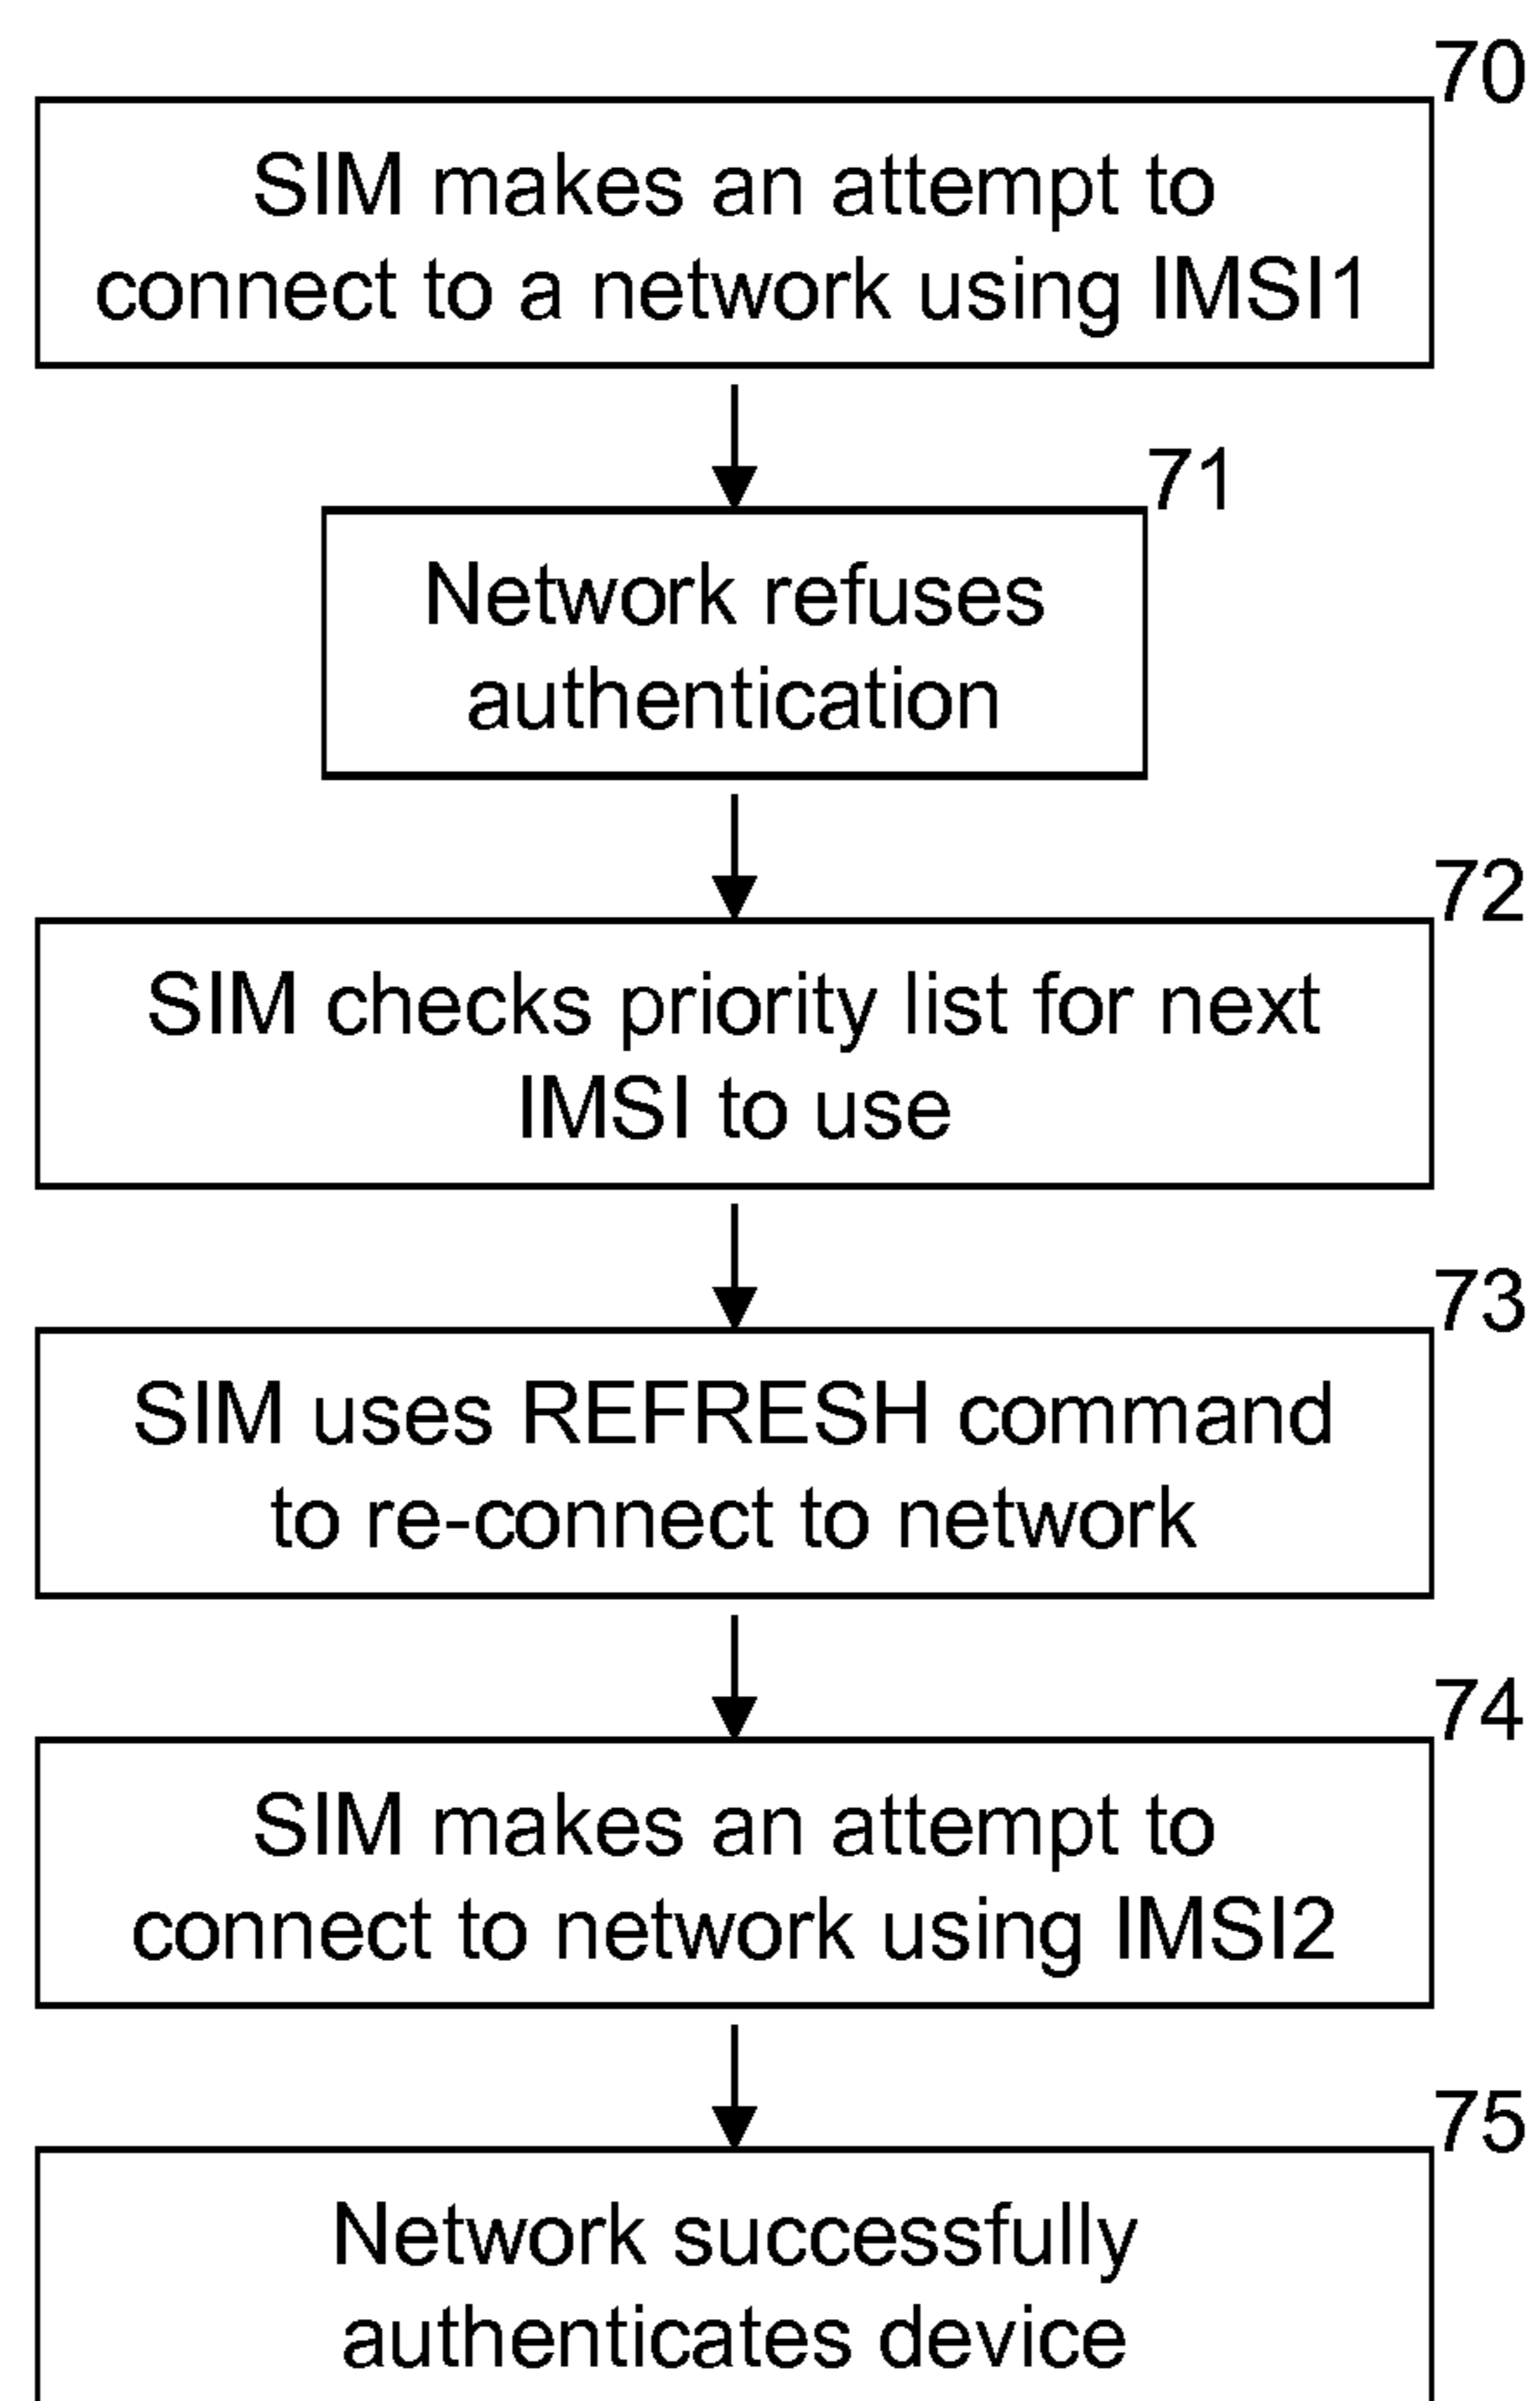 70
SIM makes an attempt to
connect to a network using IMSI1
71
Network refuses
authentication
72
SIM checks priority list for next
IMSI to use
73
SIM uses REFRESH command
to re-connect to network
74
SIM makes an attempt to
connect to network using IMSI2
75
Network successfully
authenticates device